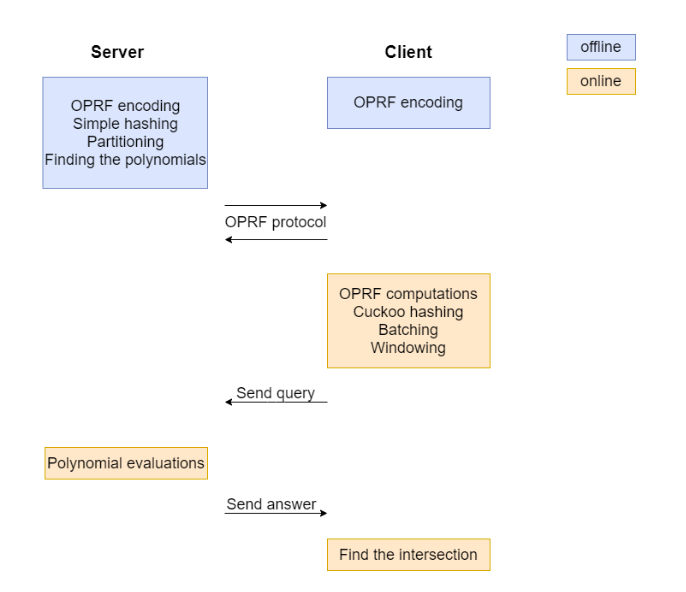 Server
Client
offline
online
OPRF encoding
Simple hashing
Partitioning
Finding the polynomials
OPRF encoding
OPRF protocol
OPRF computations
Cuckoo hashing
Batching
Windowing
Send query
Polynomial evaluations
Send answer
Find the intersection